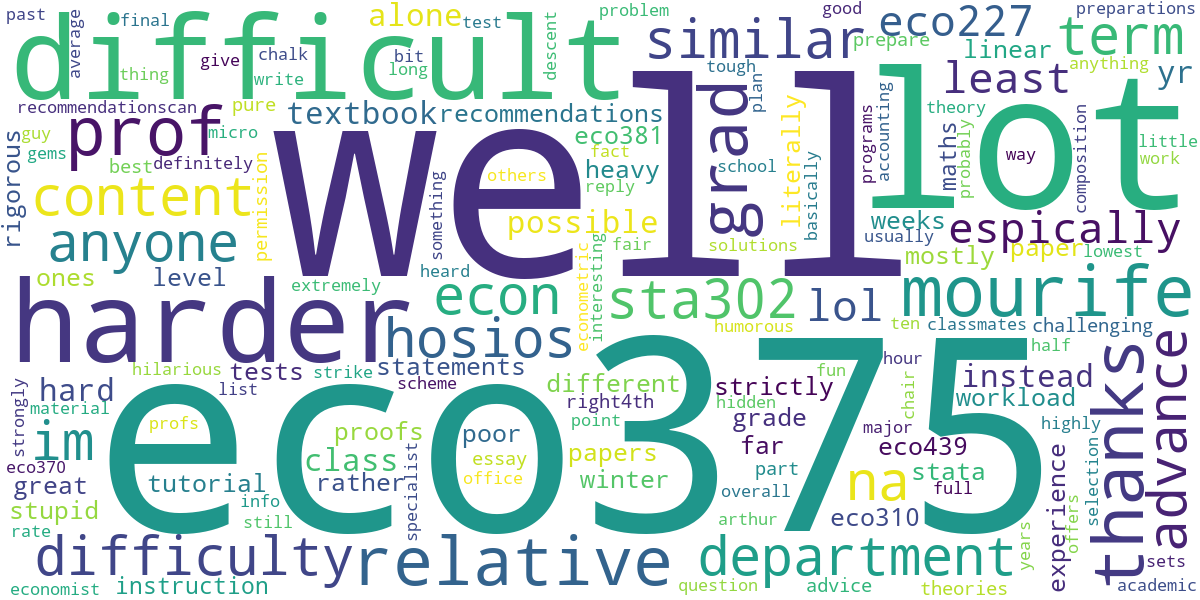 past
final
average
alone
test
problem
good
preparations
difficult
thing
give
chalk
bit
long
write
descent
similar
prepare
eco227
linear
term
anything
yr
least
tough
plan
recommendationscan
pure
textbook
recommendations
eco381
fact
grad
literally
theory
programs
accounting
maths
probably
composition
way
little
work
rigorous
guy
gems
prof
micro
best
definitely
others
heavy
reply
school
basically
well
lot
content
permission
something
possible
fair
solutions
weeks
usually
espically
mostly
paper
lowest
anyone
ones
level
extremely
heard
econ
econometric
interesting
sta302
humorous
lol
mourife
ten
classmates
challenging
harder
hosios
hilarious
tests
strike
statements
scheme
list
different
right4th
strictly
hidden
fun
hour
chair
half
instead
workload
highly
strongly
hard
material
profs
im
eco370
great
tutorial
info
still
stupid
rate
proofs
class
rather
specialist
poor
essay
office
point
papers
winter
grade
far
part
overall
arthur
major
eco439
na
stata
full
eco310
eco375
experience
years
offers
selection
thanks
advance
difficulty
relative
department
economist
instruction
question
advice
theories
sets
academic